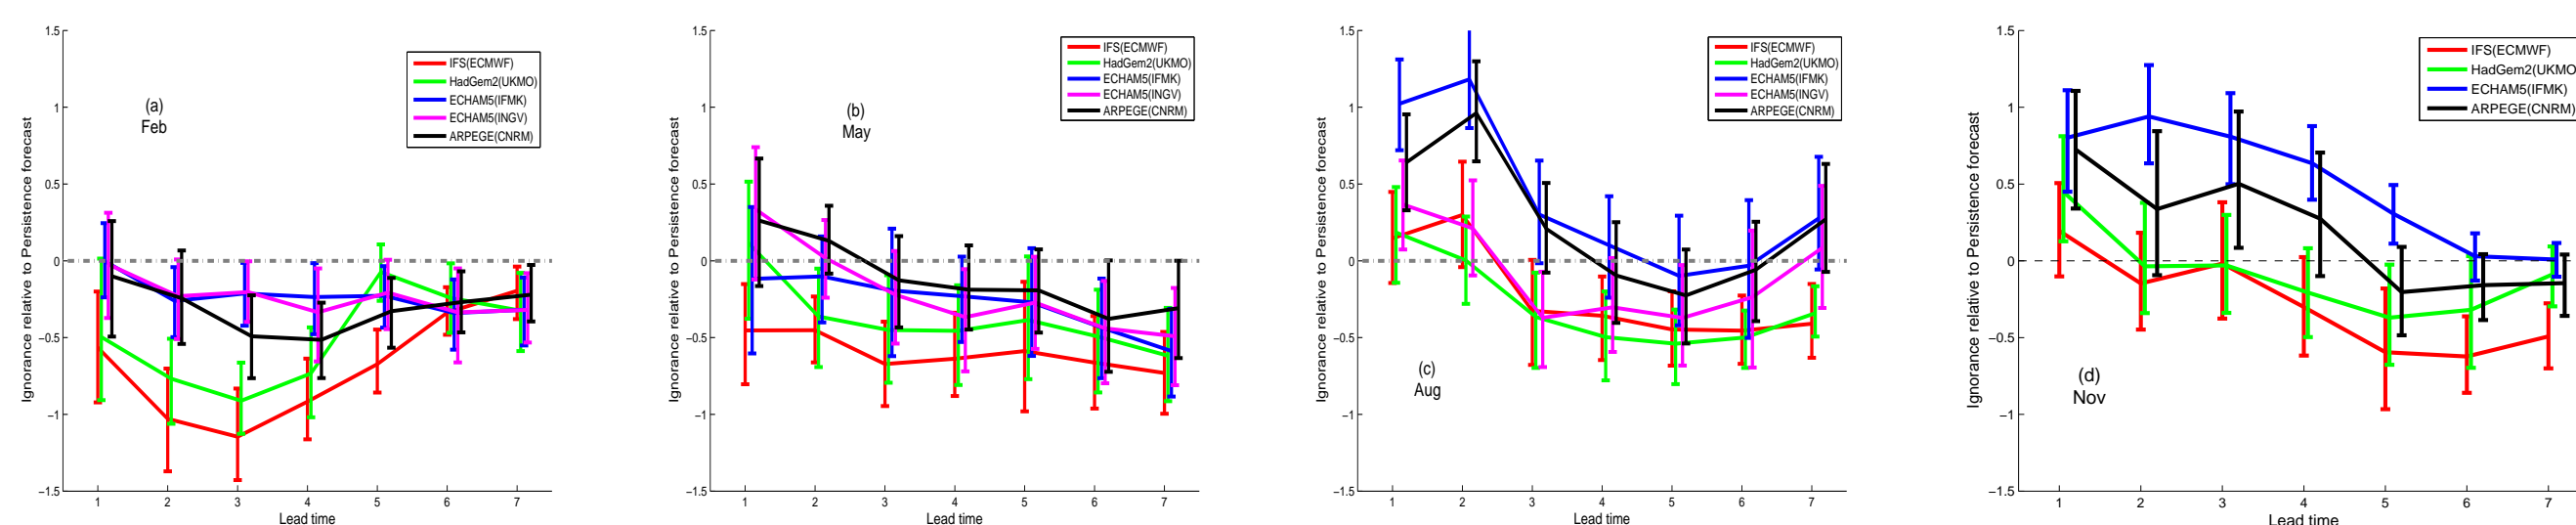 Ignorance relative to Persistence forecast
1.5
1
0.5
0
−0.5
−1
−1.5
(a)
Feb
IFS(ECMWF)
HadGem2(UKMO)
ECHAM5(IFMK)
ECHAM5(INGV)
ARPEGE(CNRM)
1 2 3 4 5 6 7
Lead time
Ignorance relative to Persistence forecast
1.5
1
0.5
0
−0.5
−1
−1.5
(b)
May
IFS(ECMWF)
HadGem2(UKMO)
ECHAM5(IFMK)
ECHAM5(INGV)
ARPEGE(CNRM)
1 2 3 4 5 6 7
Lead time
Ignorance relative to Persistence forecast
1.5
1
0.5
0
−0.5
−1
−1.5
IFS(ECMWF)
HadGem2(UKMO)
ECHAM5(IFMK)
ECHAM5(INGV)
ARPEGE(CNRM)
(c)
Aug
1 2 3 4 5 6 7
Lead time
Ignorance relative to Persistence forecast
1.5
1
0.5
0
−0.5
−1
−1.5
IFS(ECMWF)
HadGem2(UKMO
ECHAM5(IFMK)
ARPEGE(CNRM)
(d)
Nov
1 2 3 4 5 6 7
Lead time